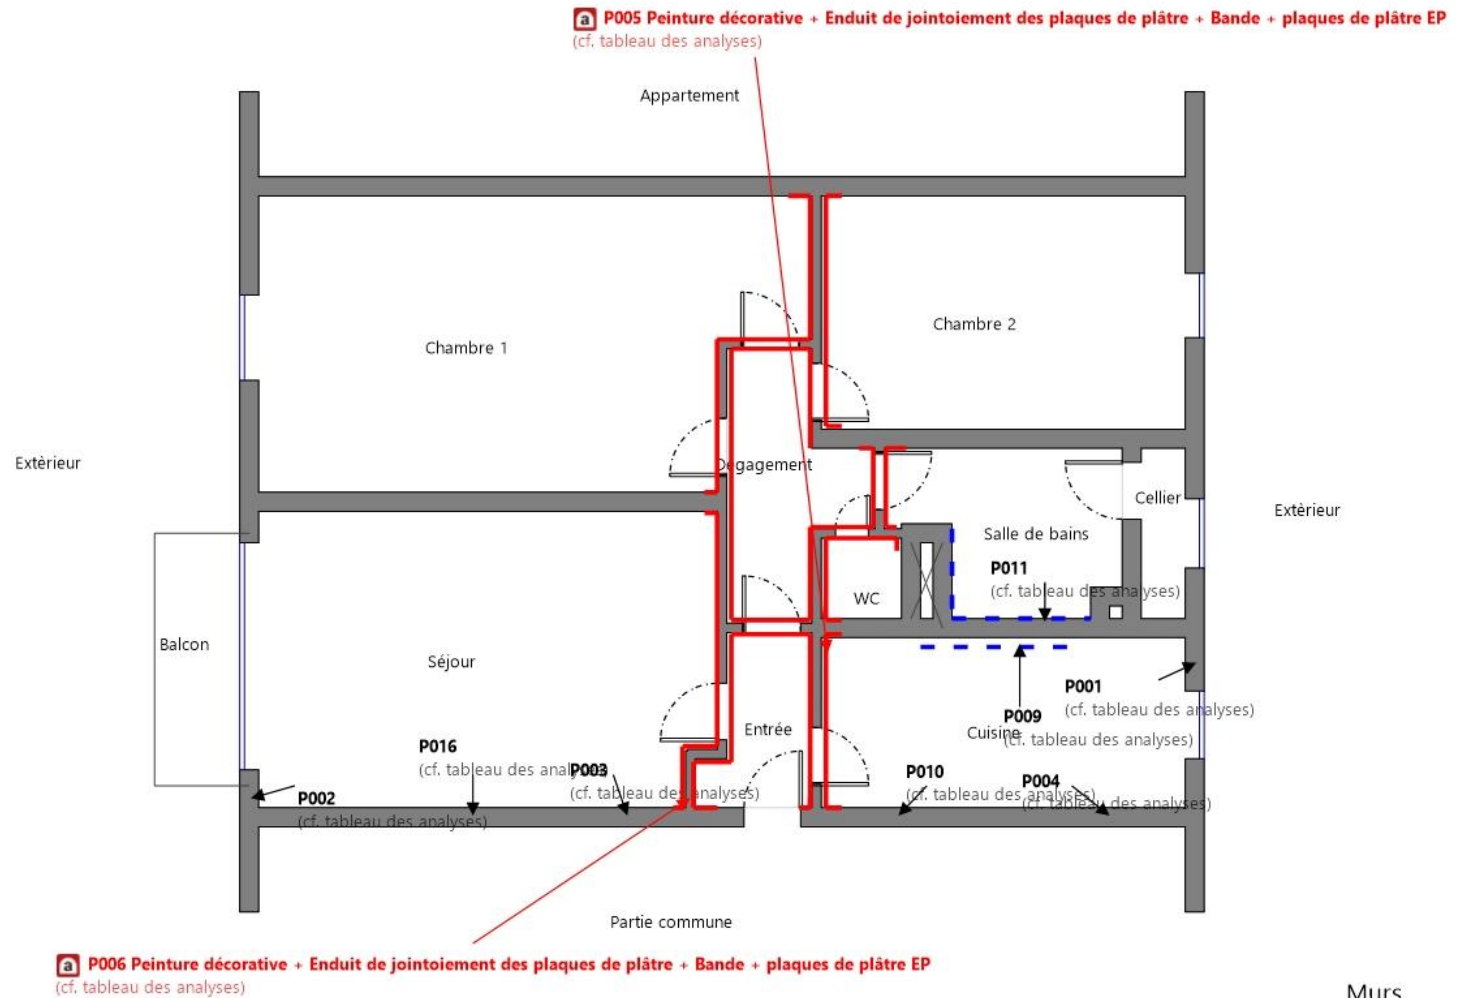 a P005 Peinture décorative + Enduit de jointoiement des plaques de plâtre + Bande + plaques de plâtre EP
(cf. tableau des analyses)
Appartement
Chambre 2
Chambre 1
Extèrieur
Dégagement
Cellier
Extèrieur
Salle de bains
P011
(cf. tableau des analyses)
WC
Balcon
Séjour
P001
(cf. tableau des analyses)
P009
(cf. tableau des analyses)
Entrée
Cuisine
P016
(cf. tableau des analyses)
P003
(cf. tableau des analyses)
P010
(cf. tableau des analyses)
P004
(cf. tableau des analyses)
P002
(cf. tableau des analyses)
Partie commune
a P006 Peinture décorative + Enduit de jointoiement des plaques de plâtre + Bande + plaques de plâtre EP
(cf. tableau des analyses)
Murs